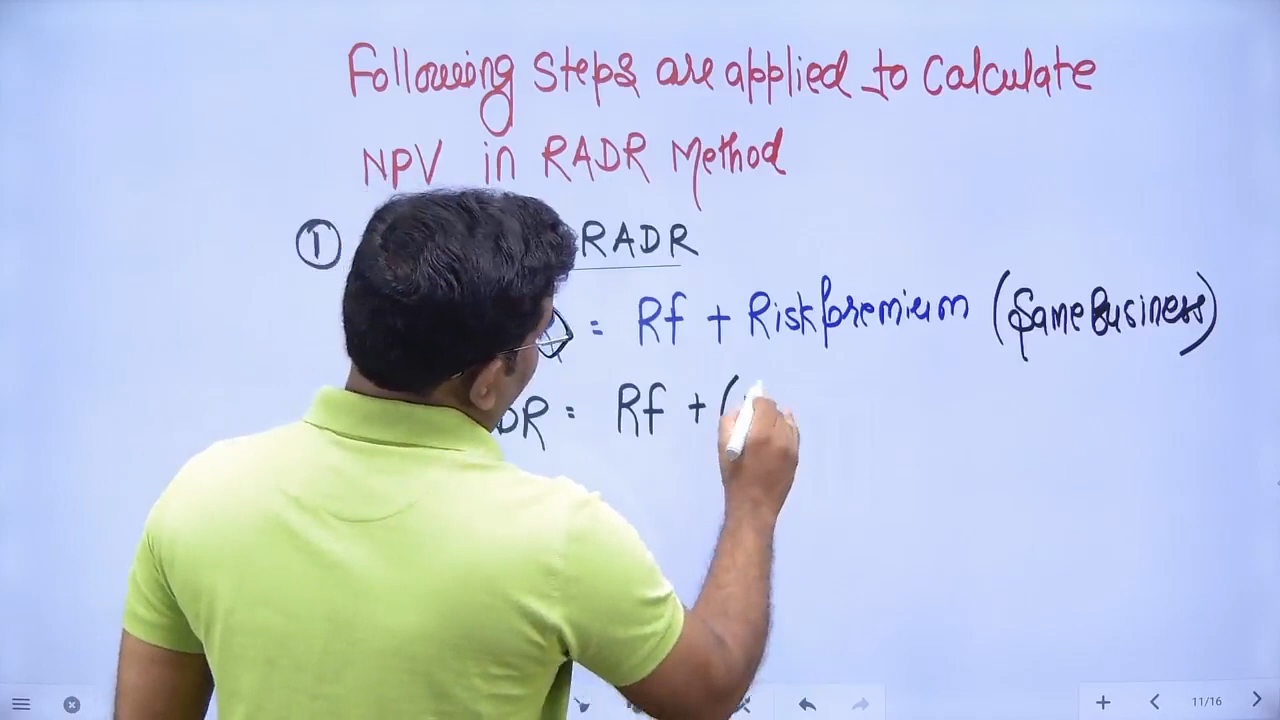 Following Steps are applied to Calculate
NPV in RADR Method
① RADR
R = Rf + Risk premium (Same Business)
DR = Rf + (
11/16